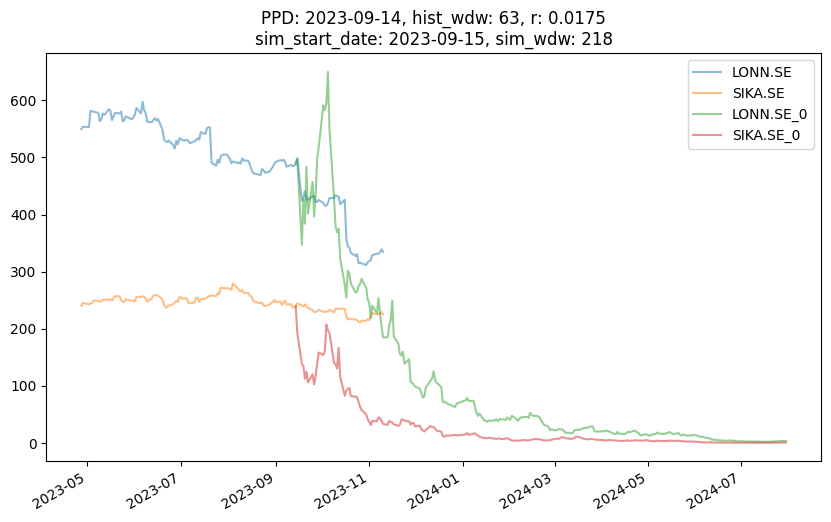 PPD: 2023-09-14, hist_wdw: 63, r: 0.0175
sim_start_date: 2023-09-15, sim_wdw: 218
LONN.SE
SIKA.SE
LONN.SE_0
SIKA.SE_0
600
500
400
300
200
100
0
2023-05
2023-07
2023-09
2023-11
2024-01
2024-03
2024-05
2024-07